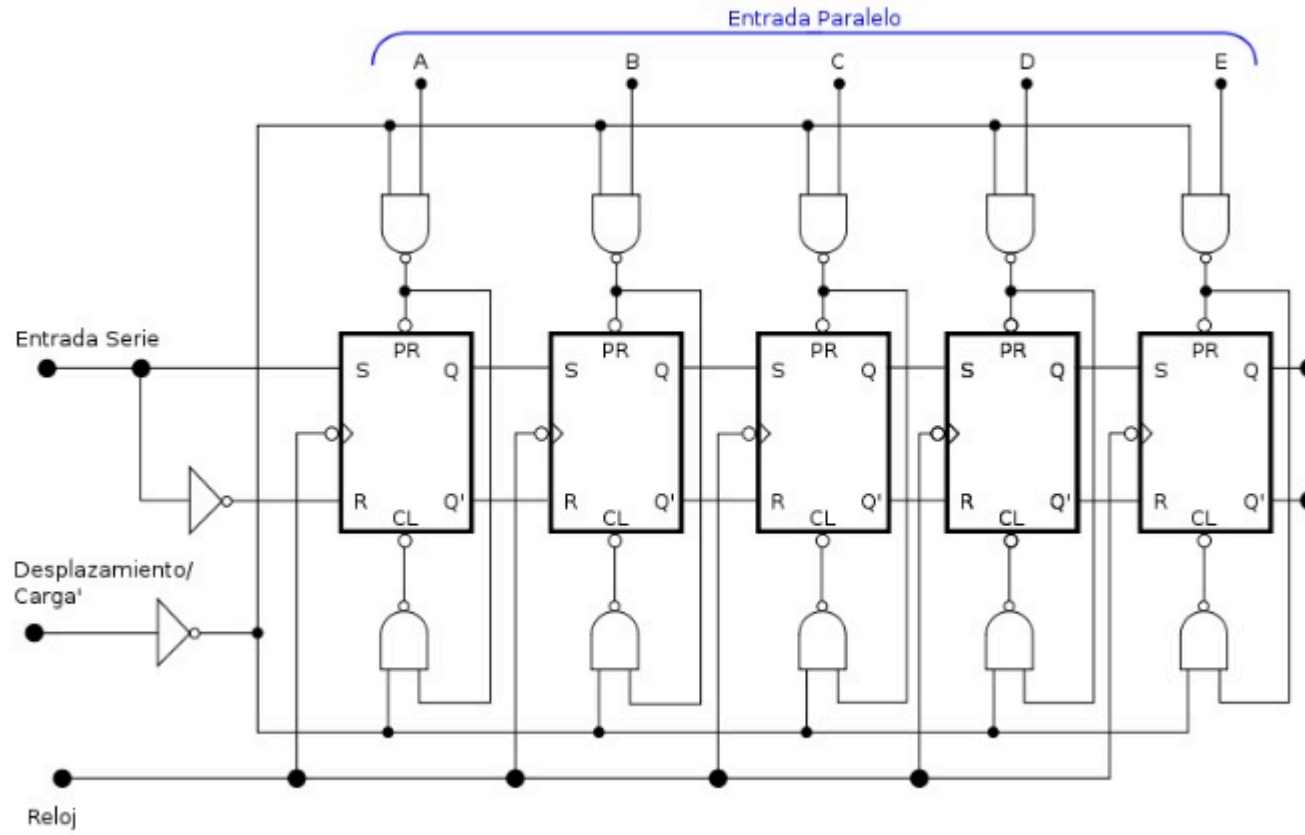 Entrada Paralelo
A B C D E
Entrada Serie
PR PR PR PR PR
S Q S Q S Q S Q S Q
R Q' R Q' R Q' R Q' R Q'
CL CL CL CL CL
Desplazamiento/
Carga'
Reloj